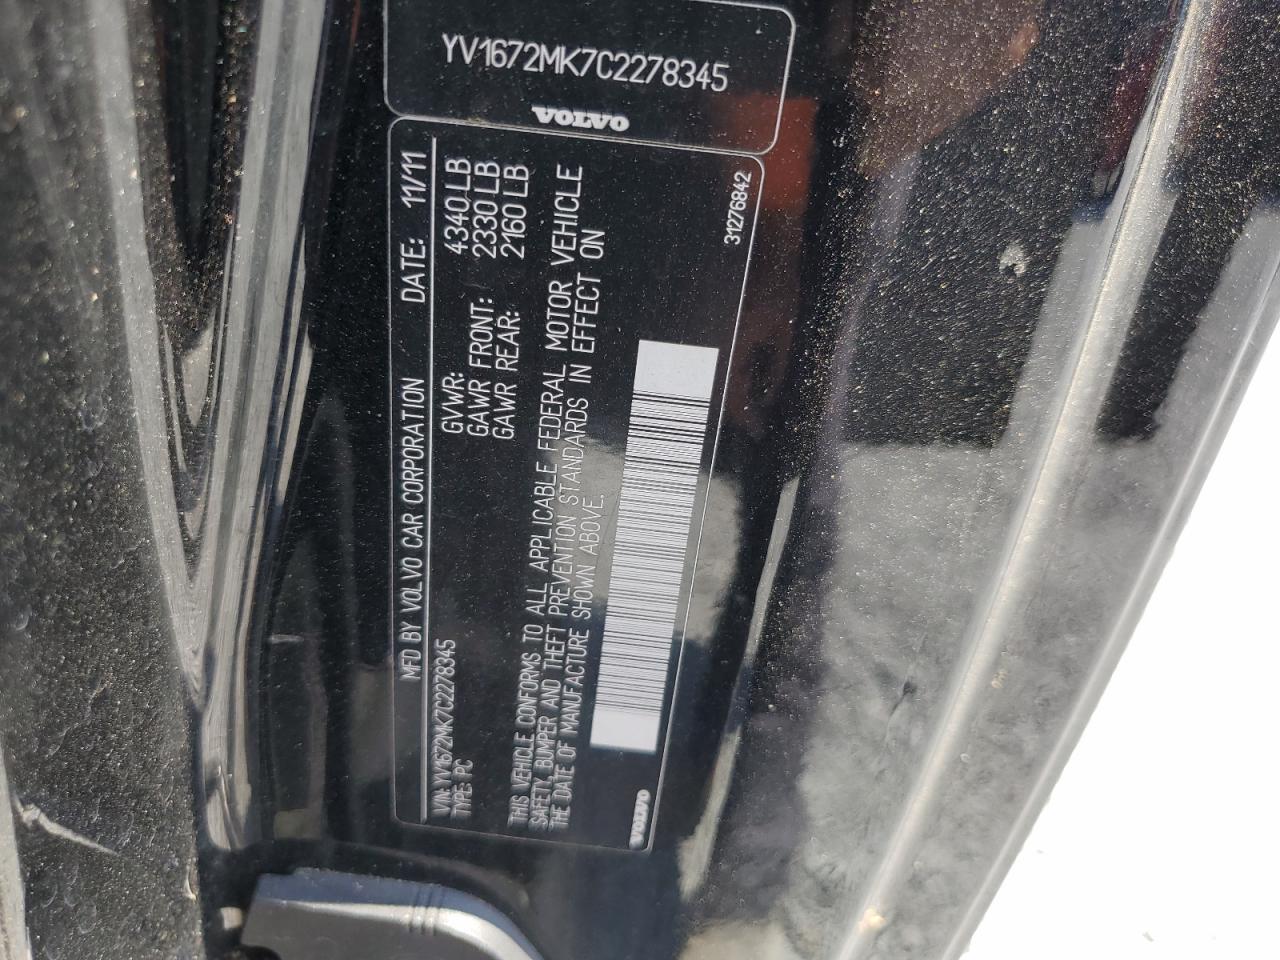 YV1672MK7C2278345
VOLVO
MFD BY VOLVO CAR CORPORATION DATE: 11/11
VIN: YV1672MK7C2278345 GVWR: 4340 LB
TYPE: PC GAWR FRONT: 2330 LB
GAWR REAR: 2160 LB
THIS VEHICLE CONFORMS TO ALL APPLICABLE FEDERAL MOTOR VEHICLE
SAFETY, BUMPER AND THEFT PREVENTION STANDARDS IN EFFECT ON
THE DATE OF MANUFACTURE SHOWN ABOVE.
VOLVO
31276842